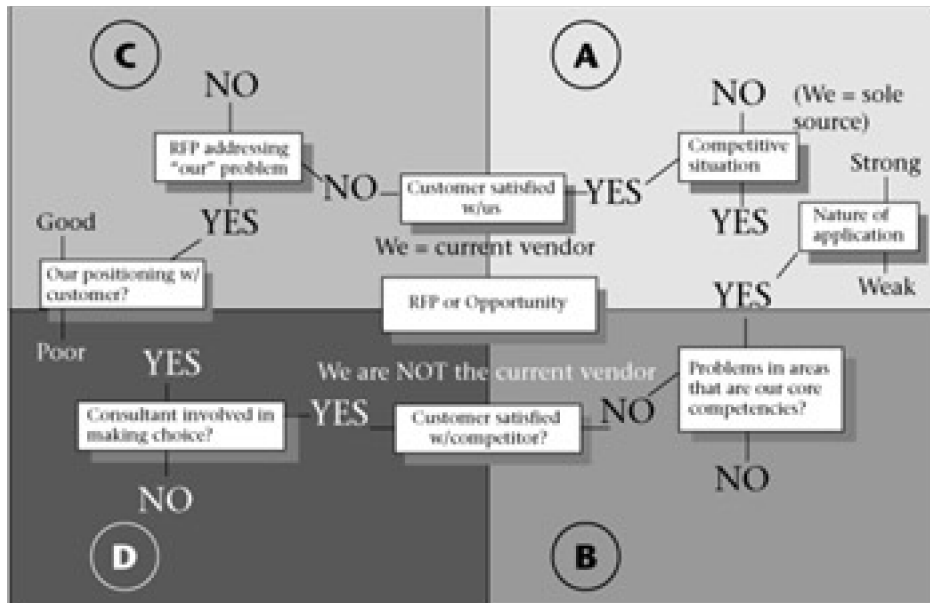 C
A
NO
NO
(We = sole
source)
RFP addressing
"our" problem
Competitive
situation
Strong
NO
Customer satisfied
w/us
YES
YES
YES
Nature of
application
Good
We = current vendor
Our positioning w/
customer?
RFP or Opportunity
YES
Weak
Poor
YES
We are NOT the current vendor
Problems in areas
that are our core
competencies?
Consultant involved in
making choice?
YES
Customer satisfied
w/competitor?
NO
NO
NO
D
B